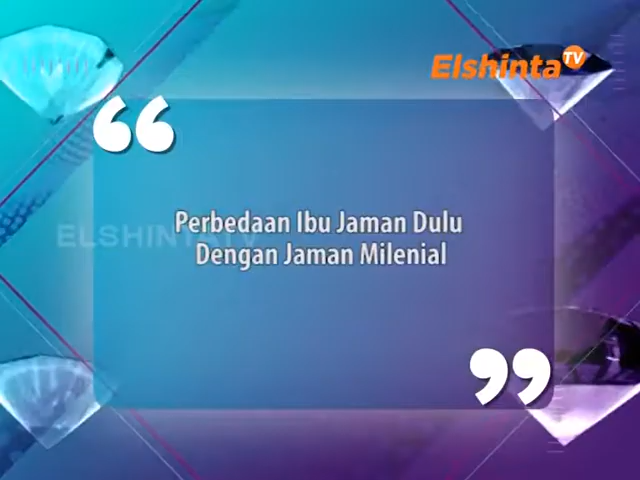 Elshinta TV
Perbedaan Ibu Jaman Dulu
ELSHINTA TV
Dengan Jaman Milenial